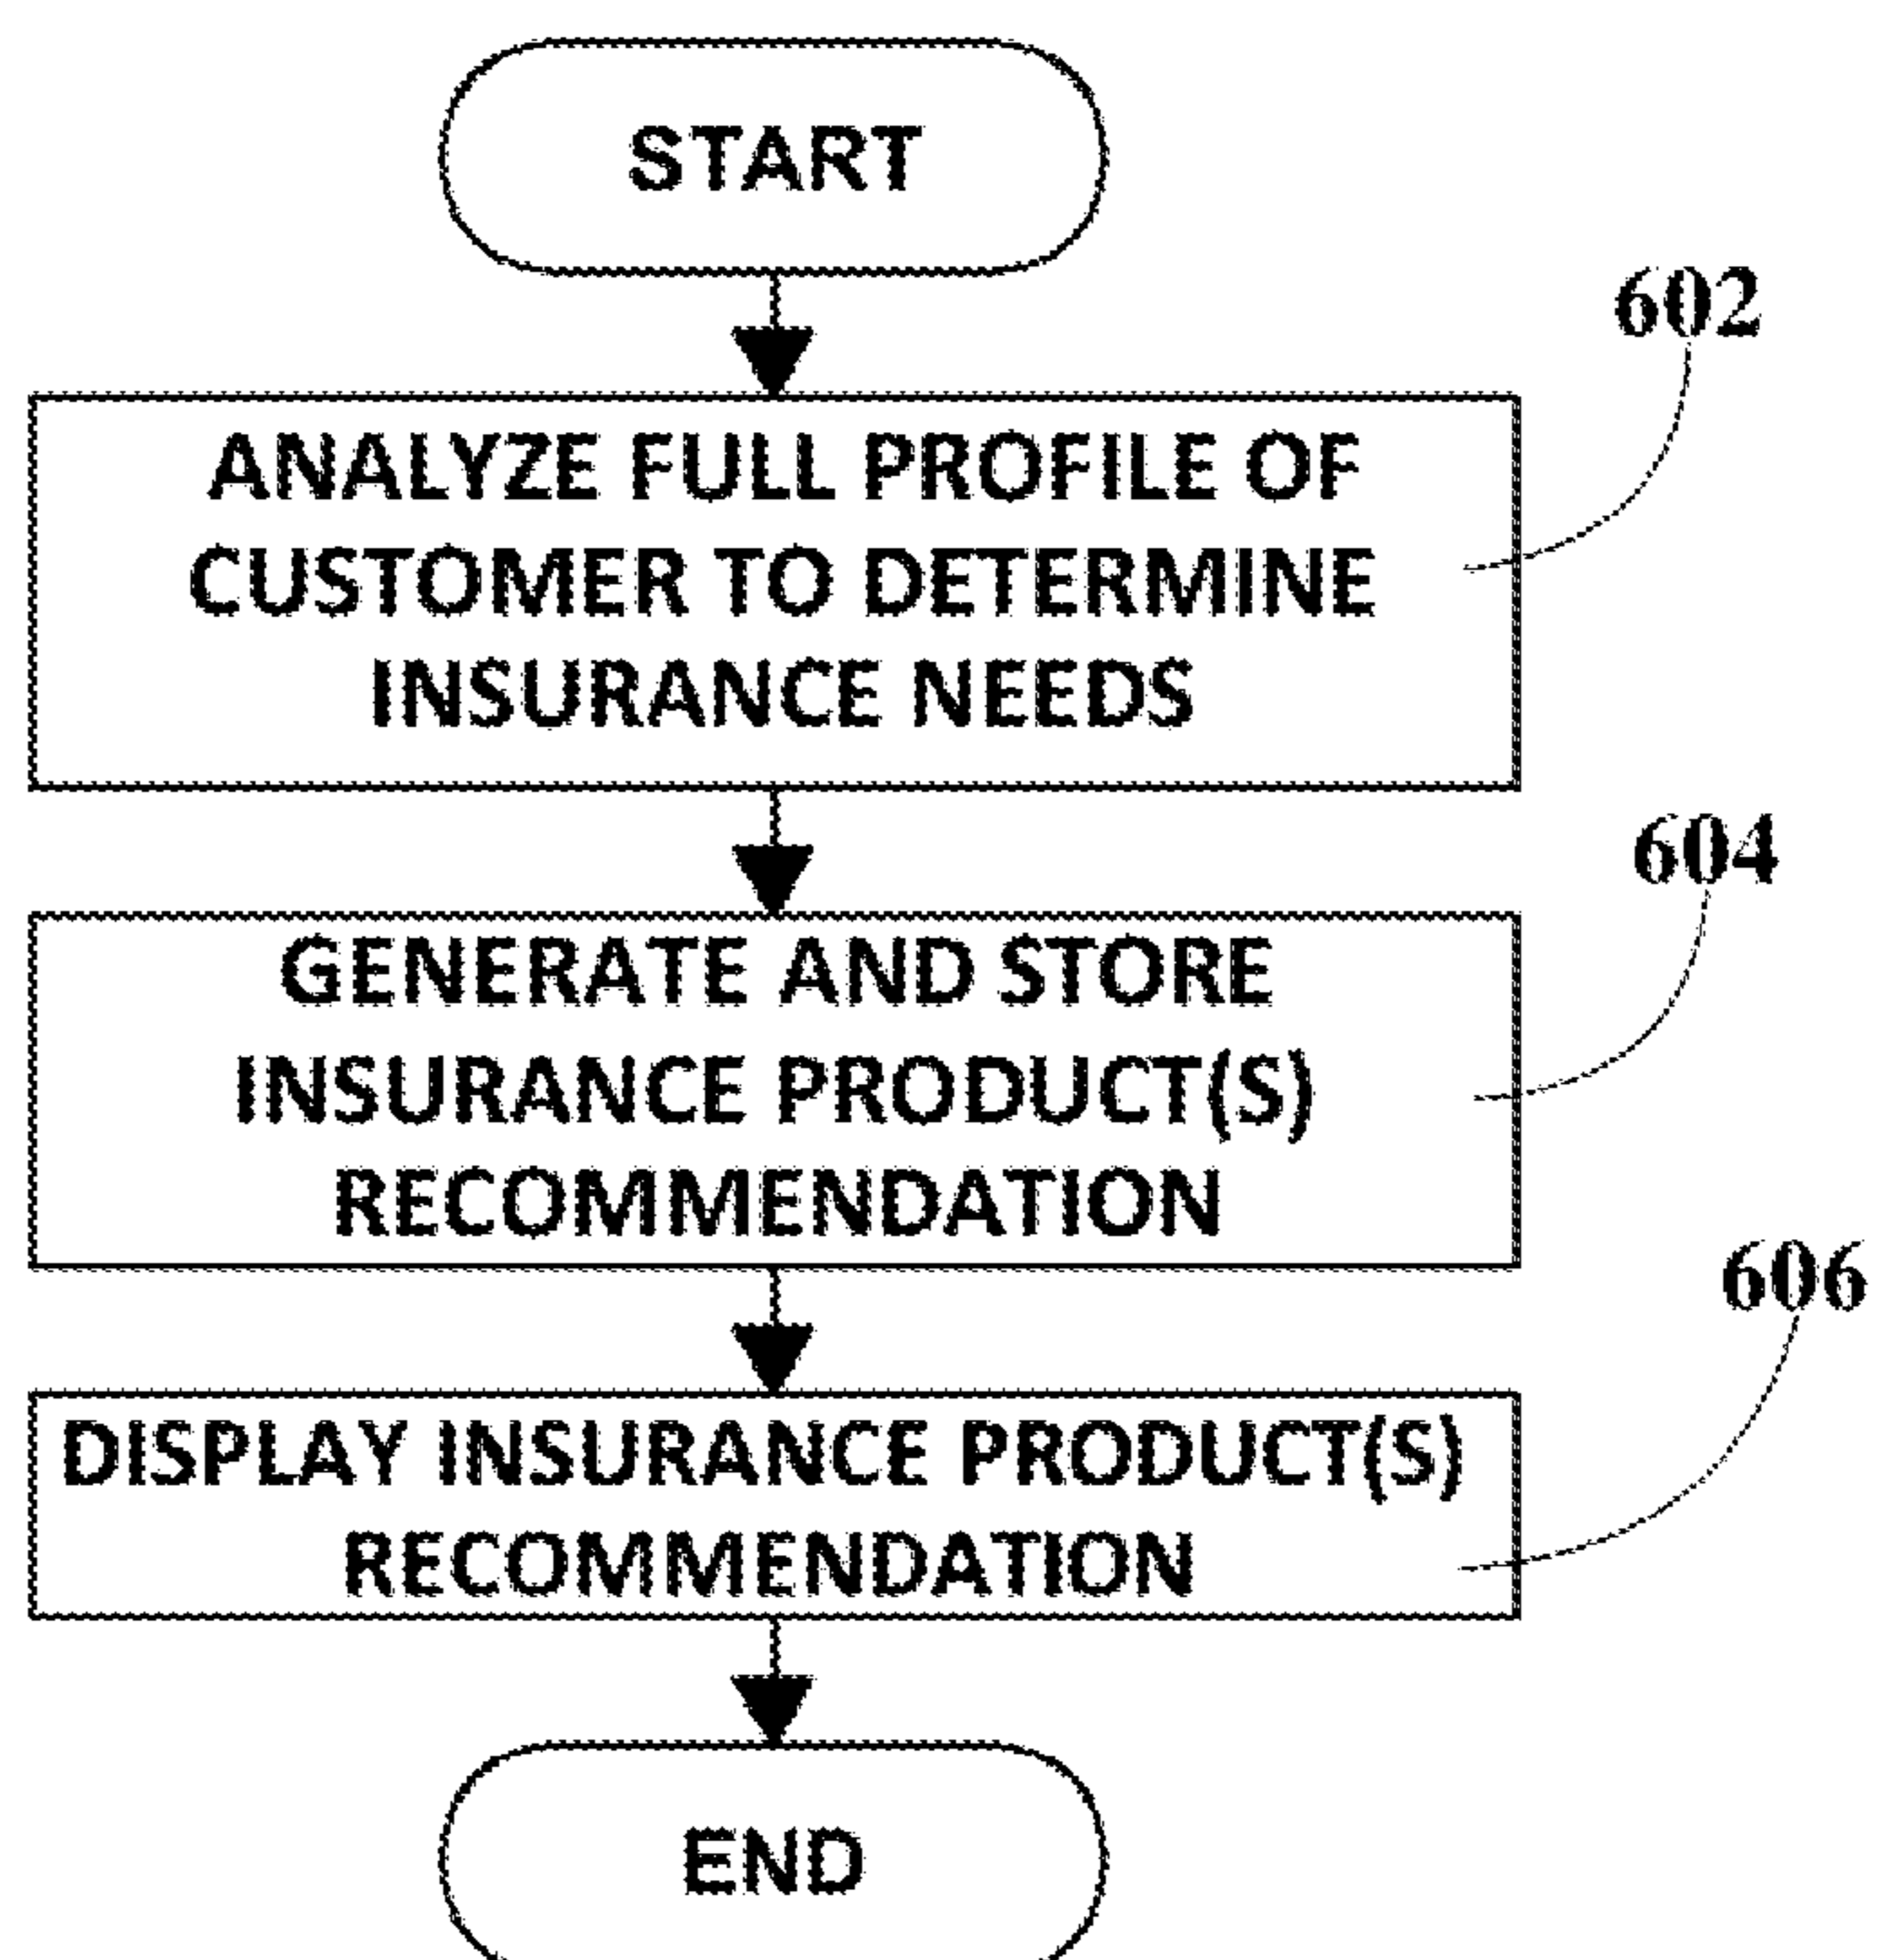 START
602
ANALYZE FULL PROFILE OF
CUSTOMER TO DETERMINE
INSURANCE NEEDS
604
GENERATE AND STORE
INSURANCE PRODUCT(S)
RECOMMENDATION
606
DISPLAY INSURANCE PRODUCT(S)
RECOMMENDATION
END